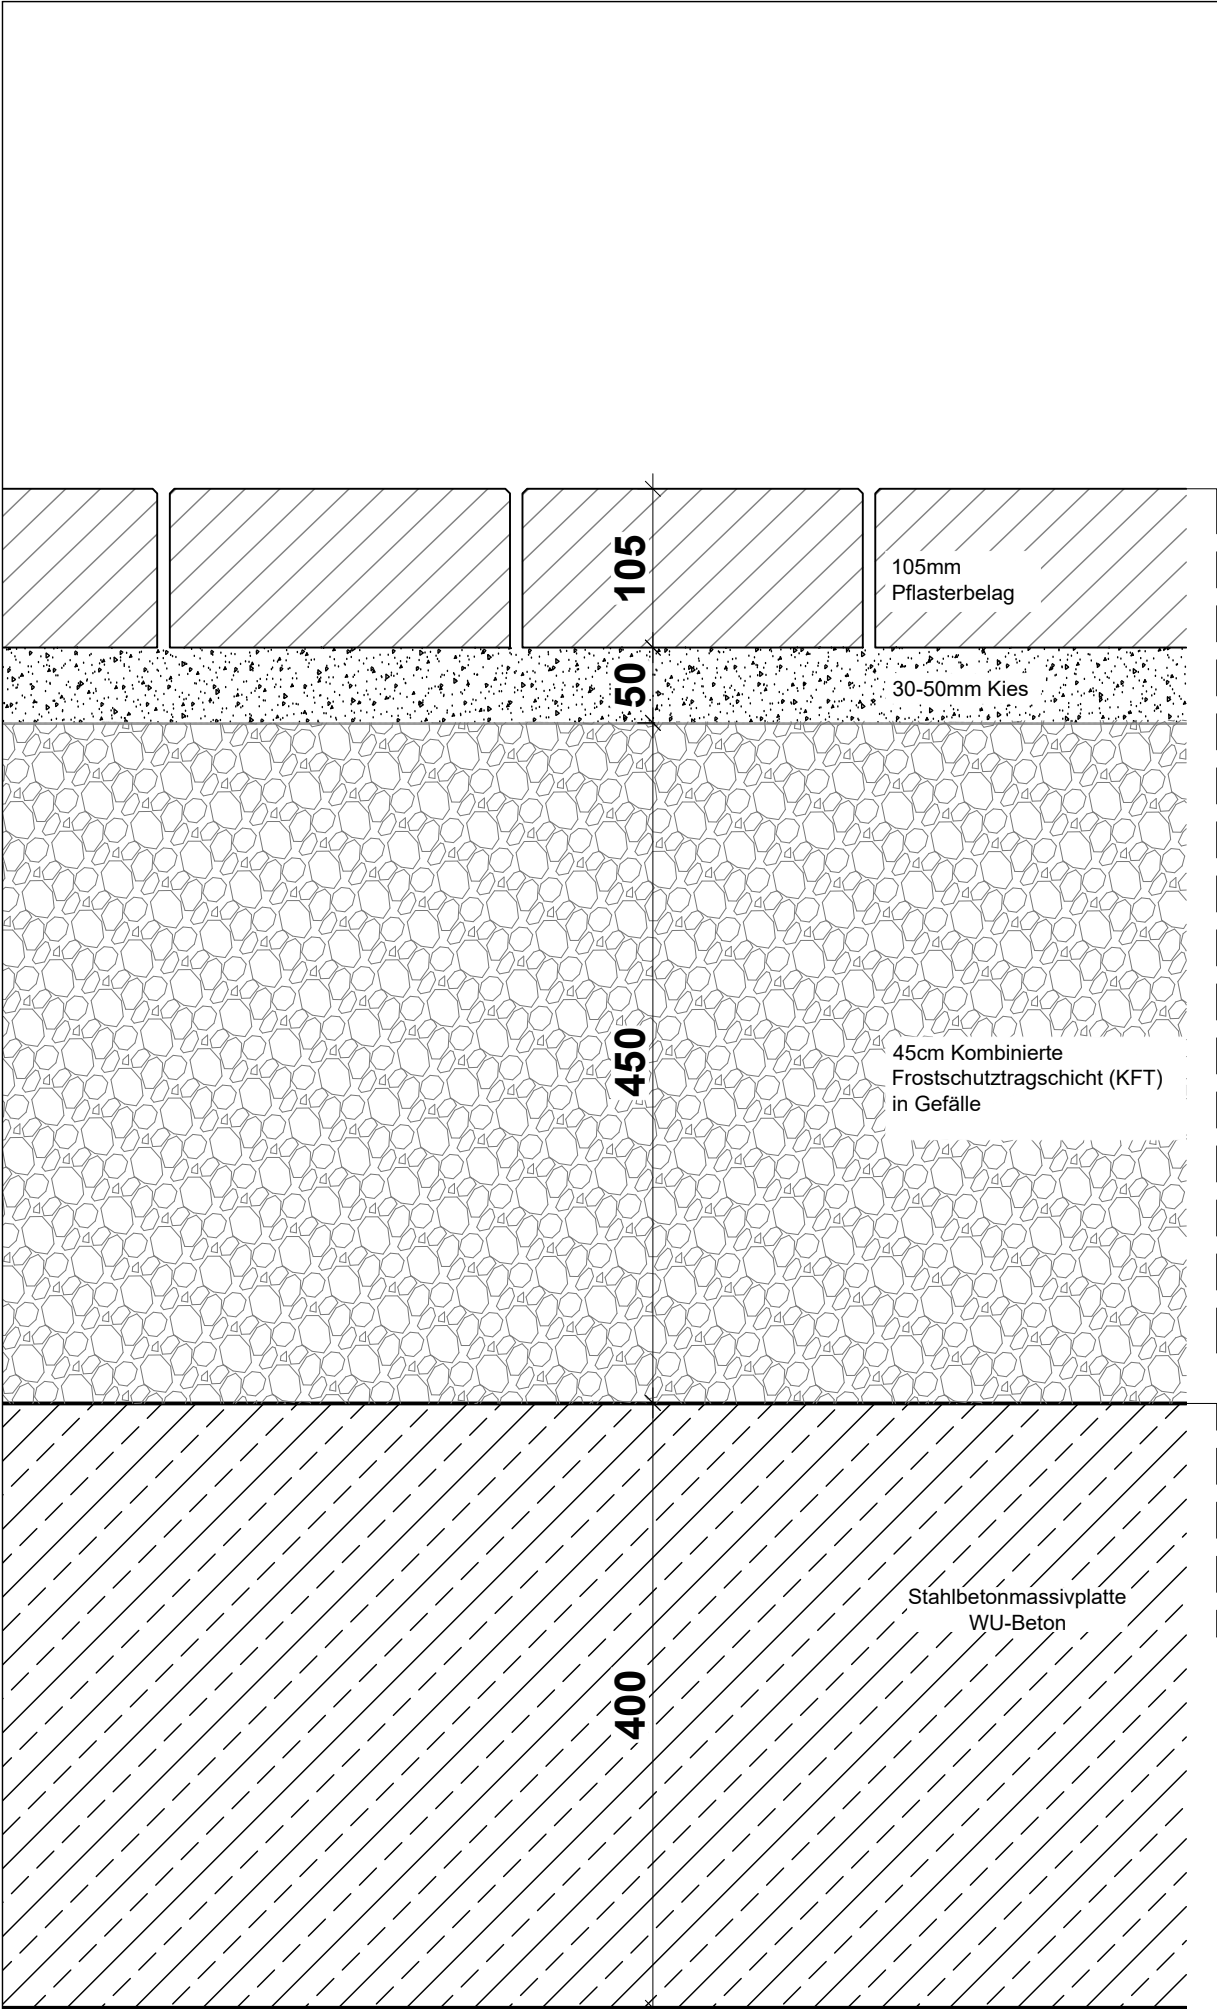 105
105mm
Pflasterbelag
50
30-50mm Kies
450
45cm Kombinierte
Frostschutztragschicht (KFT)
in Gefälle
Stahlbetonmassivplatte
WU-Beton
400